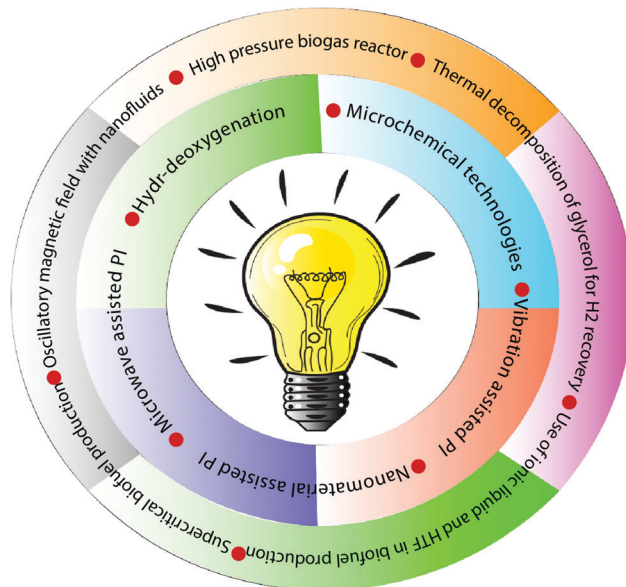 High pressure biogas reactor
Thermal decomposition of glycerol for H2 recovery
Use of ionic liquid and HTF in biofuel production
Supercritical biofuel production
Oscillatory magnetic field with nanofluids
Hydr-deoxygenation
Microchemical technologies
Vibration assisted PI
Nanomaterial assisted PI
Microwave assisted PI